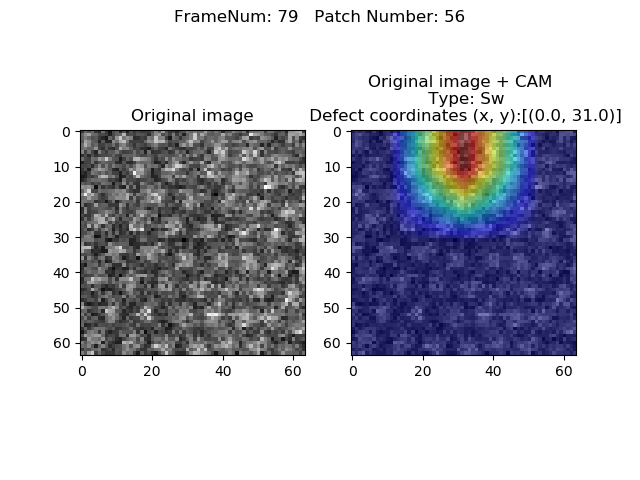 FrameNum: 79   Patch Number: 56
Original image + CAM
Type: Sw
Original image
Defect coordinates (x, y):[(0.0, 31.0)]
0
10
20
30
40
50
60
0 20 40 60
0
10
20
30
40
50
60
0 20 40 60